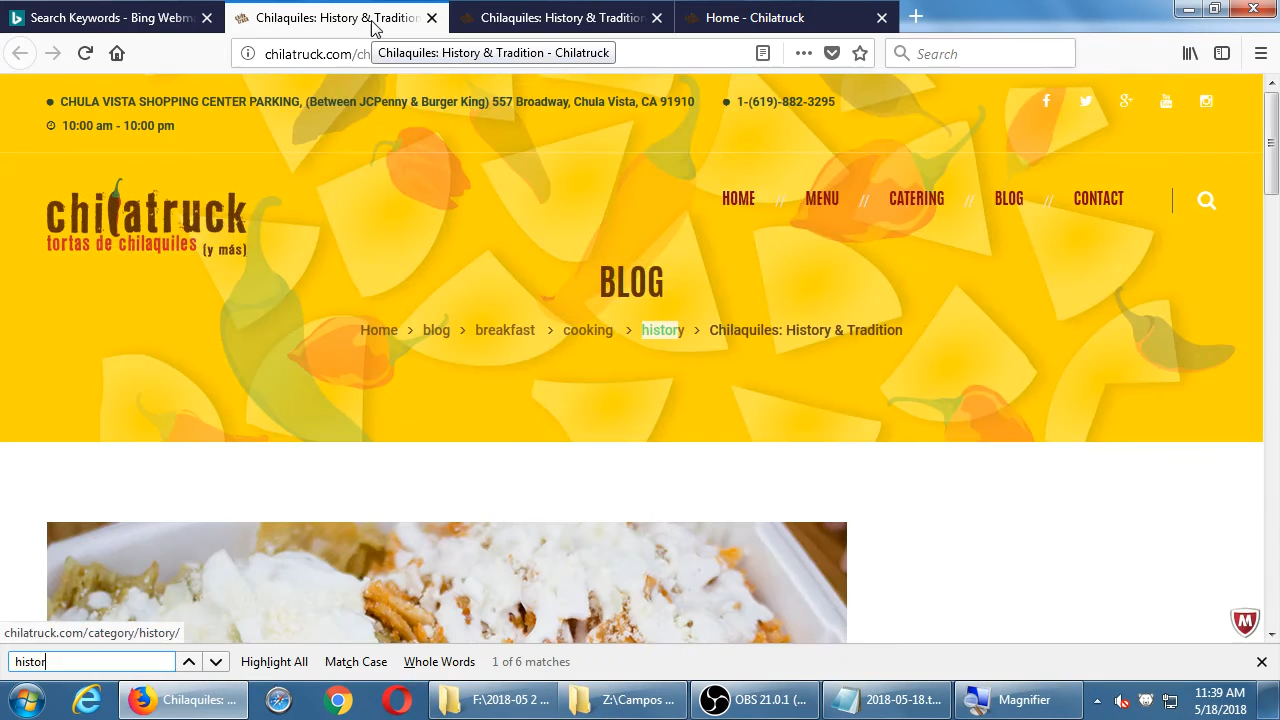 Search Keywords - Bing Webma
Chilaquiles: History & Tradition
Chilaquiles: History & Tradition
Home - Chilatruck
chilatruck.com/ch
Chilaquiles: History & Tradition - Chilatruck
Search
CHULA VISTA SHOPPING CENTER PARKING, (Between JCPenny & Burger King) 557 Broadway, Chula Vista, CA 91910
1-(619)-882-3295
10:00 am - 10:00 pm
chilatruck
tortas de chilaquiles (y más)
HOME // MENU // CATERING // BLOG // CONTACT
BLOG
Home > blog > breakfast > cooking > history > Chilaquiles: History & Tradition
chilatruck.com/category/history/
histor
Highlight All
Match Case
Whole Words
1 of 6 matches
Chilaquiles: ...
F:\2018-05 2 ...
Z:\Campos ...
OBS 21.0.1 (...
2018-05-18.t...
Magnifier
11:39 AM
5/18/2018